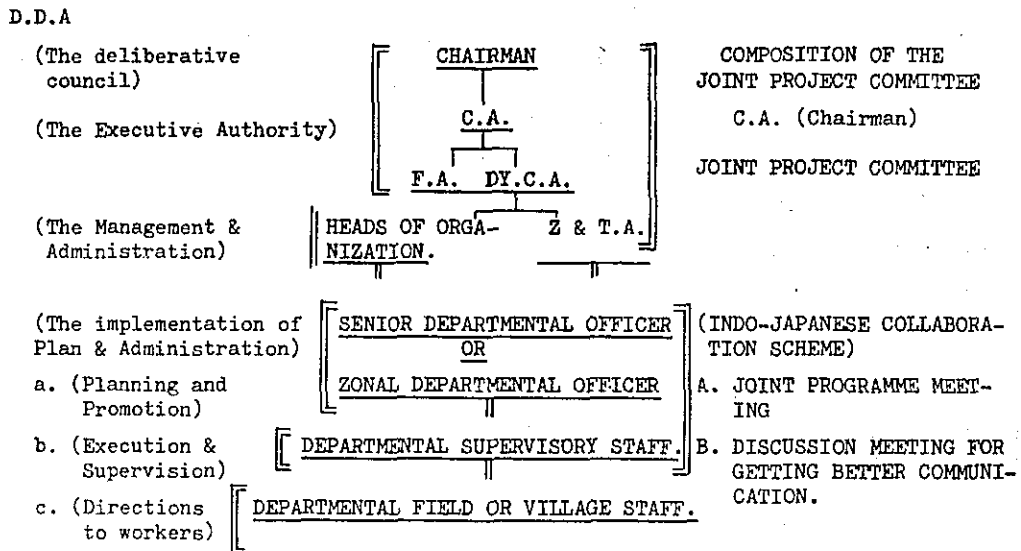 D.D.A
(The deliberative council)
CHAIRMAN
COMPOSITION OF THE
JOINT PROJECT COMMITTEE
(The Executive Authority)
C.A.
C.A. (Chairman)
F.A. DY.C.A.
JOINT PROJECT COMMITTEE
(The Management &
Administration)
HEADS OF ORGA-
NIZATION.
Z & T.A.
(The implementation of
Plan & Administration)
SENIOR DEPARTMENTAL OFFICER
OR
ZONAL DEPARTMENTAL OFFICER
(INDO-JAPANESE COLLABORA-
TION SCHEME)
a. (Planning and
Promotion)
A. JOINT PROGRAMME MEET-
ING
b. (Execution &
Supervision)
DEPARTMENTAL SUPERVISORY STAFF.
B. DISCUSSION MEETING FOR
GETTING BETTER COMMUNI-
CATION.
c. (Directions
to workers)
DEPARTMENTAL FIELD OR VILLAGE STAFF.